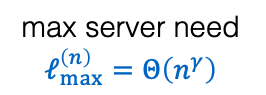 max server need
ℓ_max^(n) = Θ(n^γ)